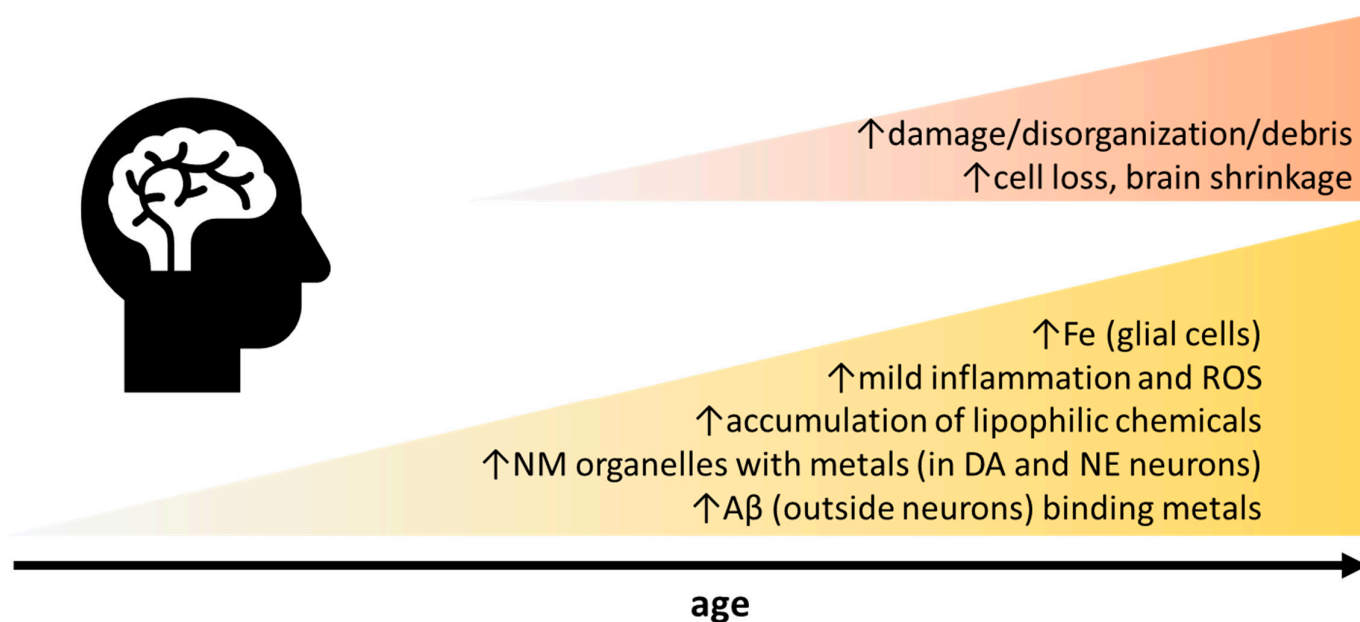 ↑damage/disorganization/debris
↑cell loss, brain shrinkage
↑Fe (glial cells)
↑mild inflammation and ROS
↑accumulation of lipophilic chemicals
↑NM organelles with metals (in DA and NE neurons)
↑Aβ (outside neurons) binding metals
age